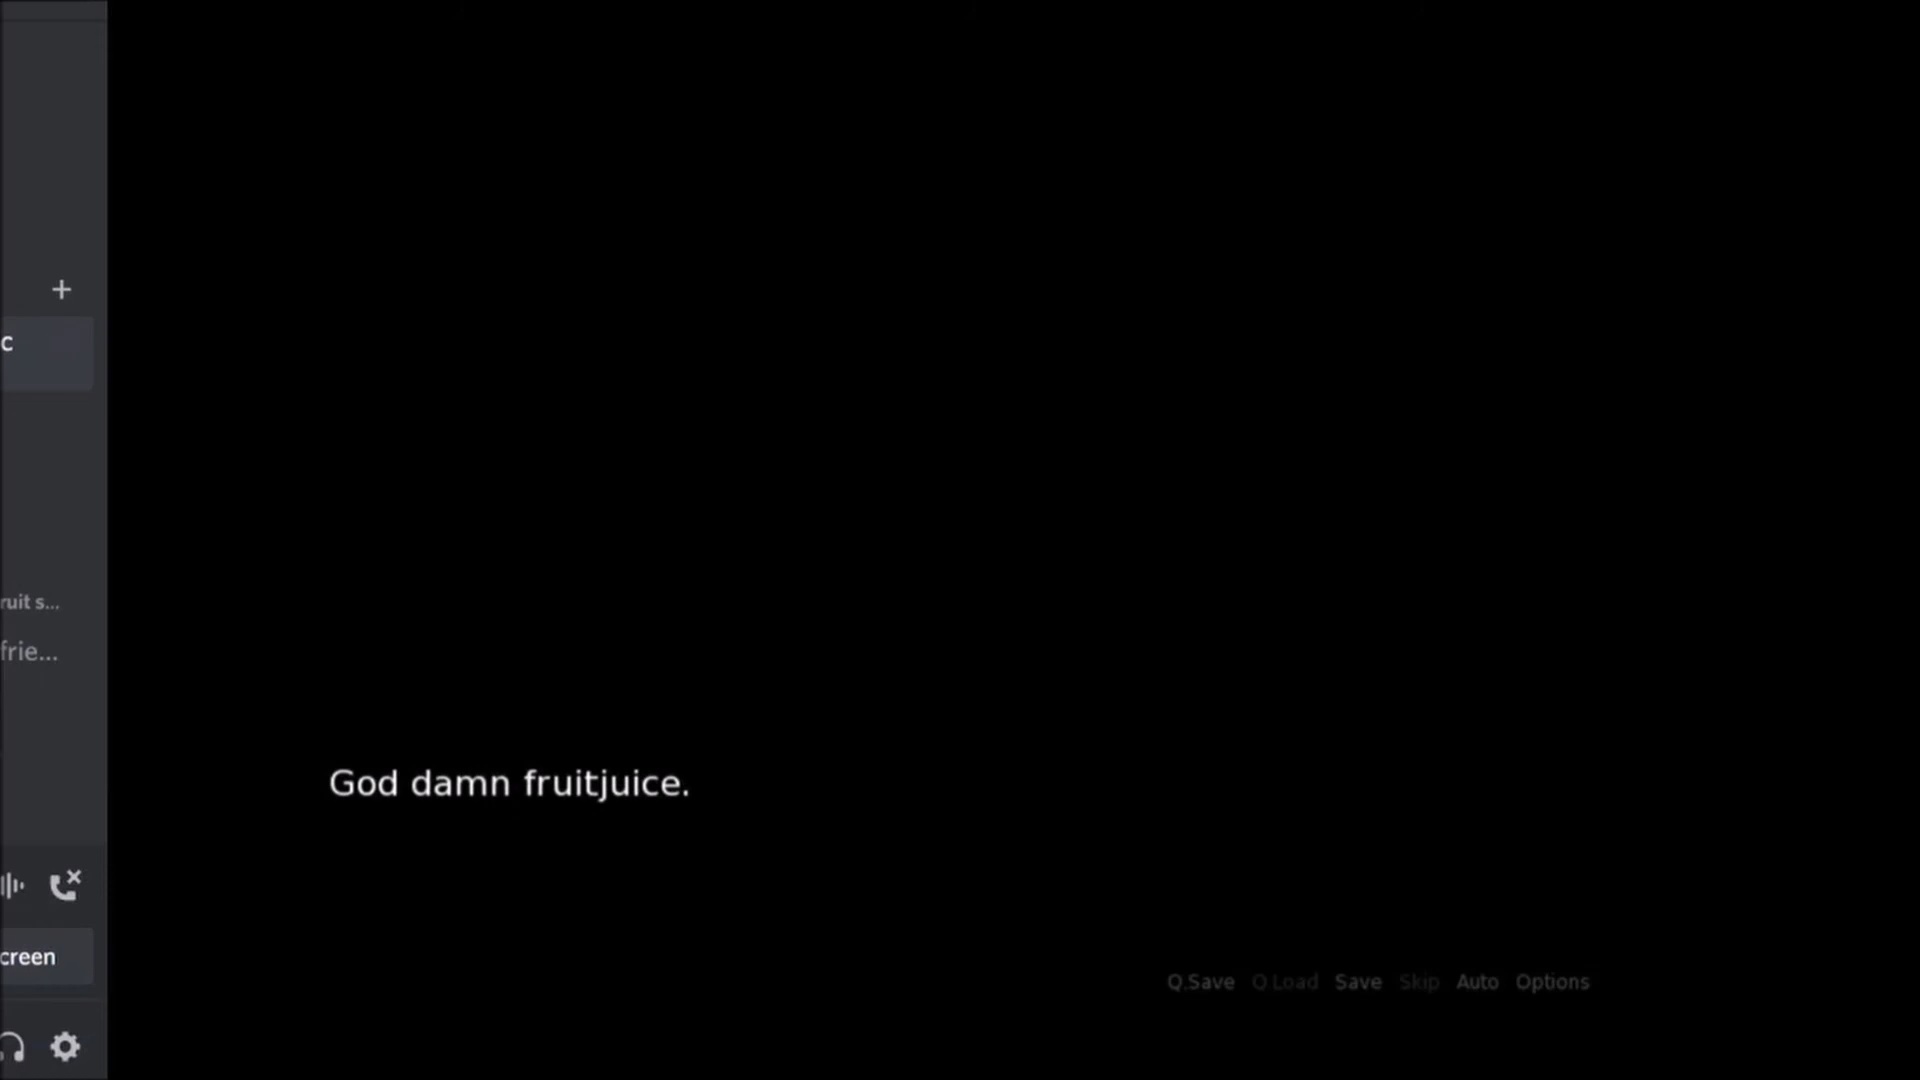 c
ruit s...
frie...
God damn fruitjuice.
creen
Q.Save Q.Load Save Skip Auto Options